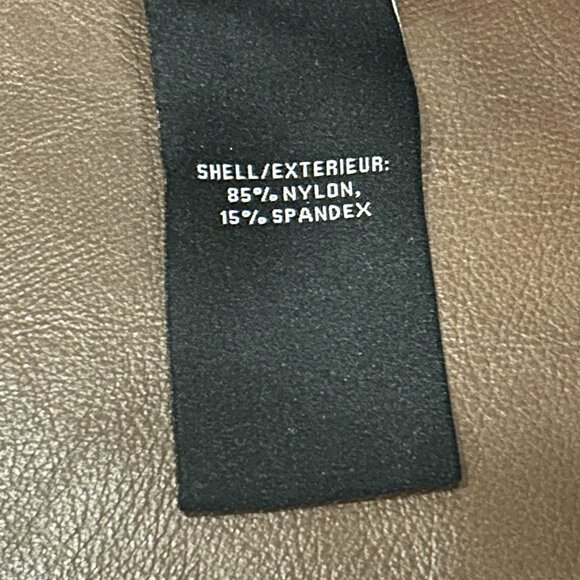 SHELL/EXTERIEUR:
85% NYLON,
15% SPANDEX